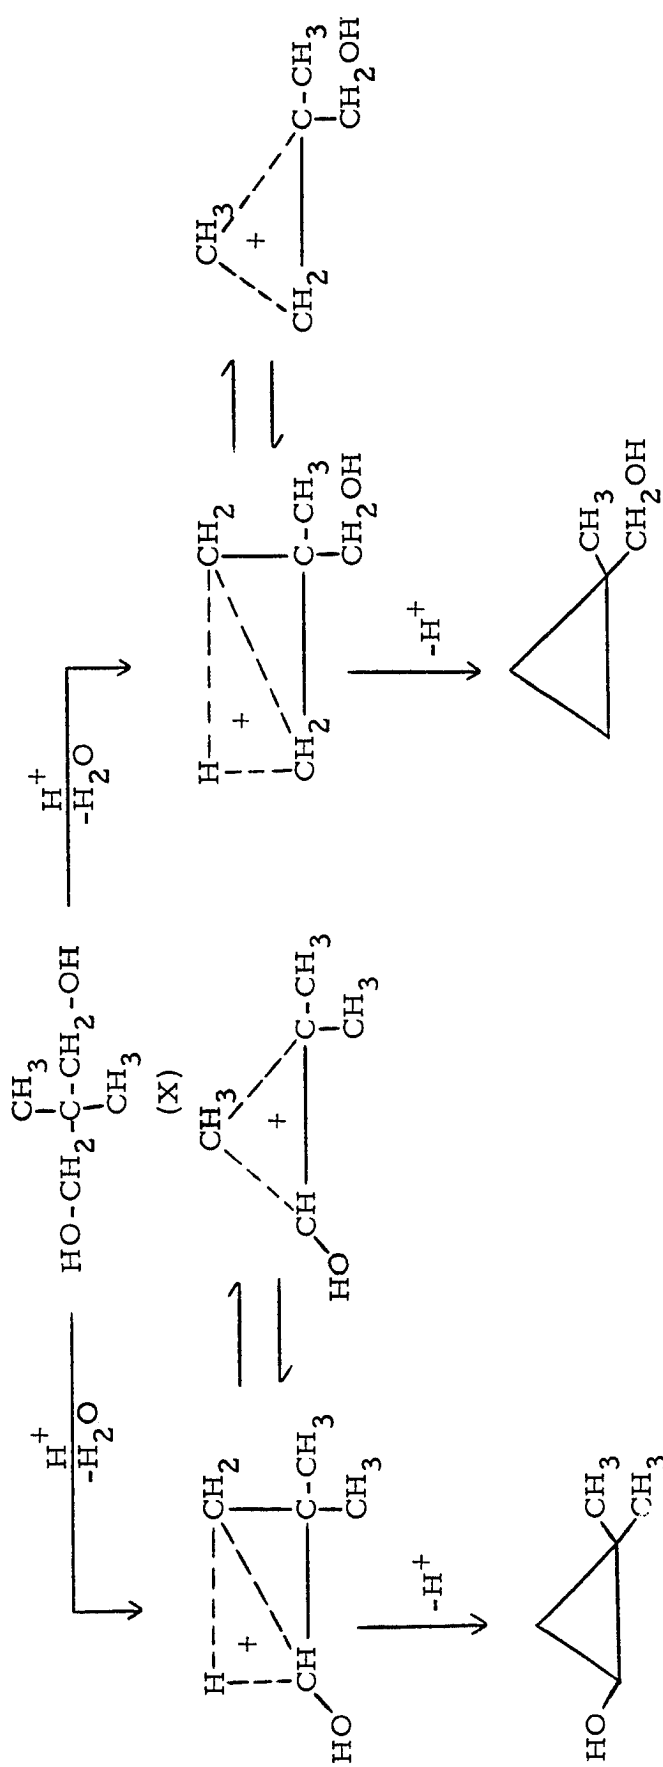 CH3
H+ HO-CH2-C-CH2-OH H+
-H2O CH3 -H2O
(X)
H CH2 CH3 H CH2 CH3
+ + + +
CH C-CH3 CH C-CH3 CH2 C-CH3 CH2 C-CH3
HO CH3 HO CH3 CH2OH CH2OH
-H+ -H+
HO CH3 CH3
CH3 CH2OH